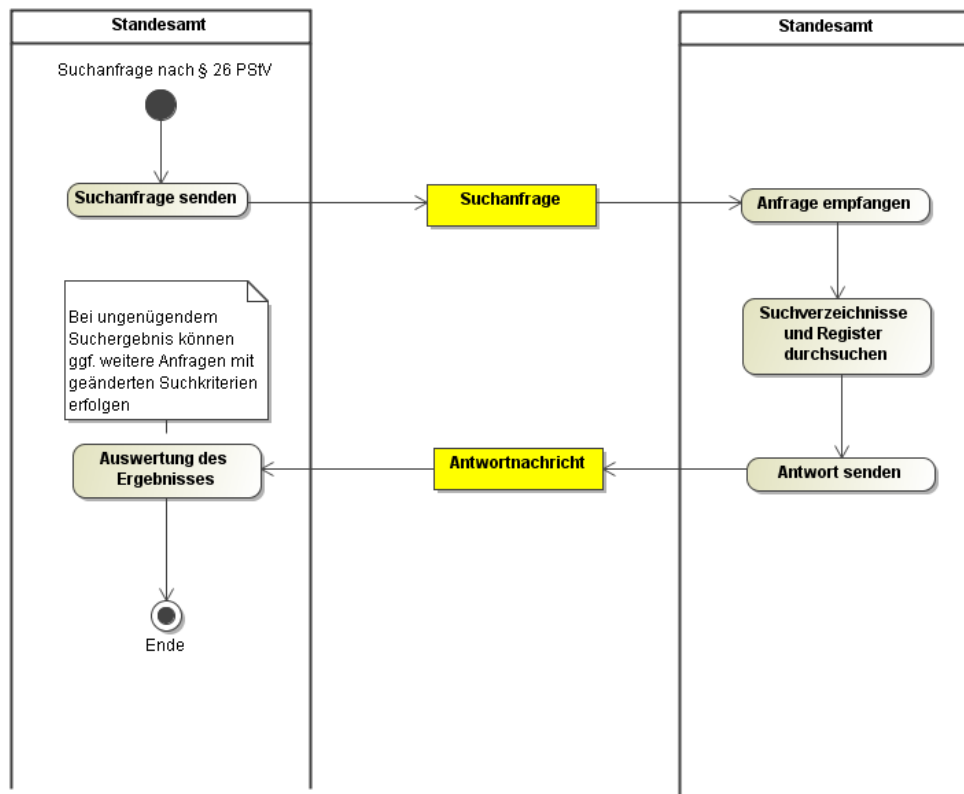 Standesamt
Standesamt
Suchanfrage nach § 26 PStV
Suchanfrage senden
Suchanfrage
Anfrage empfangen
Suchverzeichnisse
und Register
durchsuchen
Bei ungenügendem
Suchergebnis können
ggf. weitere Anfragen mit
geänderten Suchkriterien
erfolgen
Auswertung des
Ergebnisses
Antwortnachricht
Antwort senden
Ende